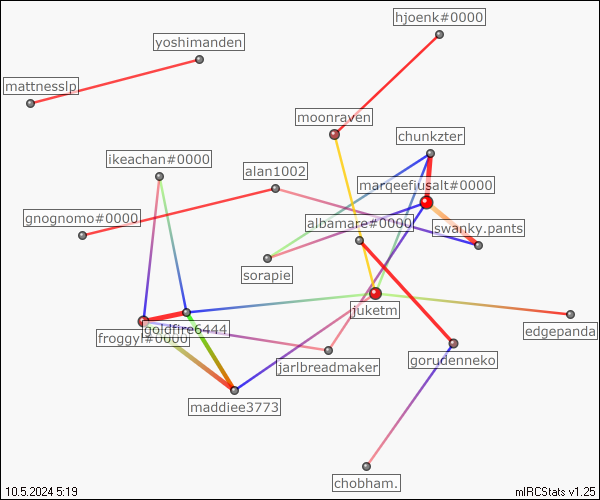 hjoenk#0000
yoshimanden
mattnesslp
moonraven
chunkzter
ikeachan#0000
alan1002
marqeefiusalt#0000
gnognomo#0000
albamare#0000
swanky.pants
sorapie
juketm
goldfire6444
edgepanda
froggyl#0000
jarlbreadmaker
gorudenneko
maddiee3773
chobham.
10.5.2024 5:19
mIRCStats v1.25